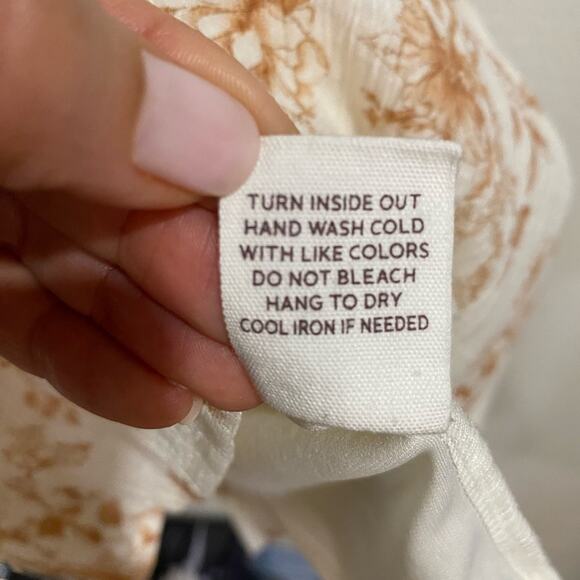 TURN INSIDE OUT
HAND WASH COLD
WITH LIKE COLORS
DO NOT BLEACH
HANG TO DRY
COOL IRON IF NEEDED